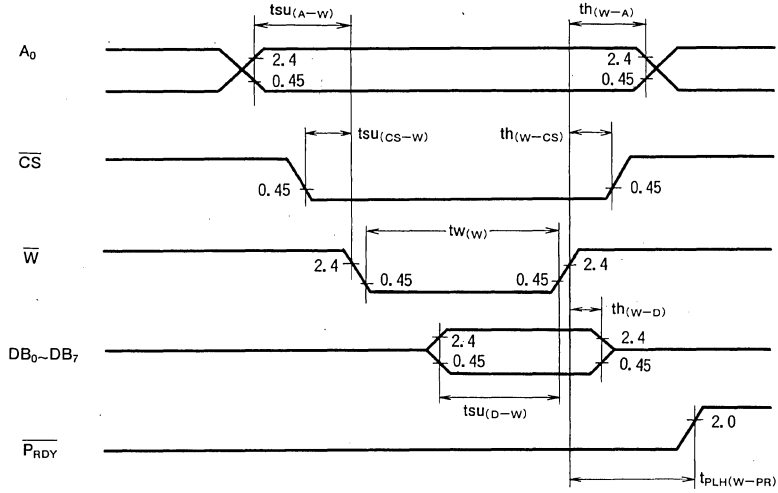 tsu(A−W) th(W−A)
A₀ 2.4 2.4
0.45 0.45
tsu(CS−W) th(W−CS)
C̅S̅
0.45 0.45
tw(W)
W̅ 2.4 0.45 0.45 2.4
th(W−D)
2.4 2.4
DB₀~DB₇
0.45 0.45
tsu(D−W)
2.0
P̅R̅D̅Y̅
tPLH(W−PR)